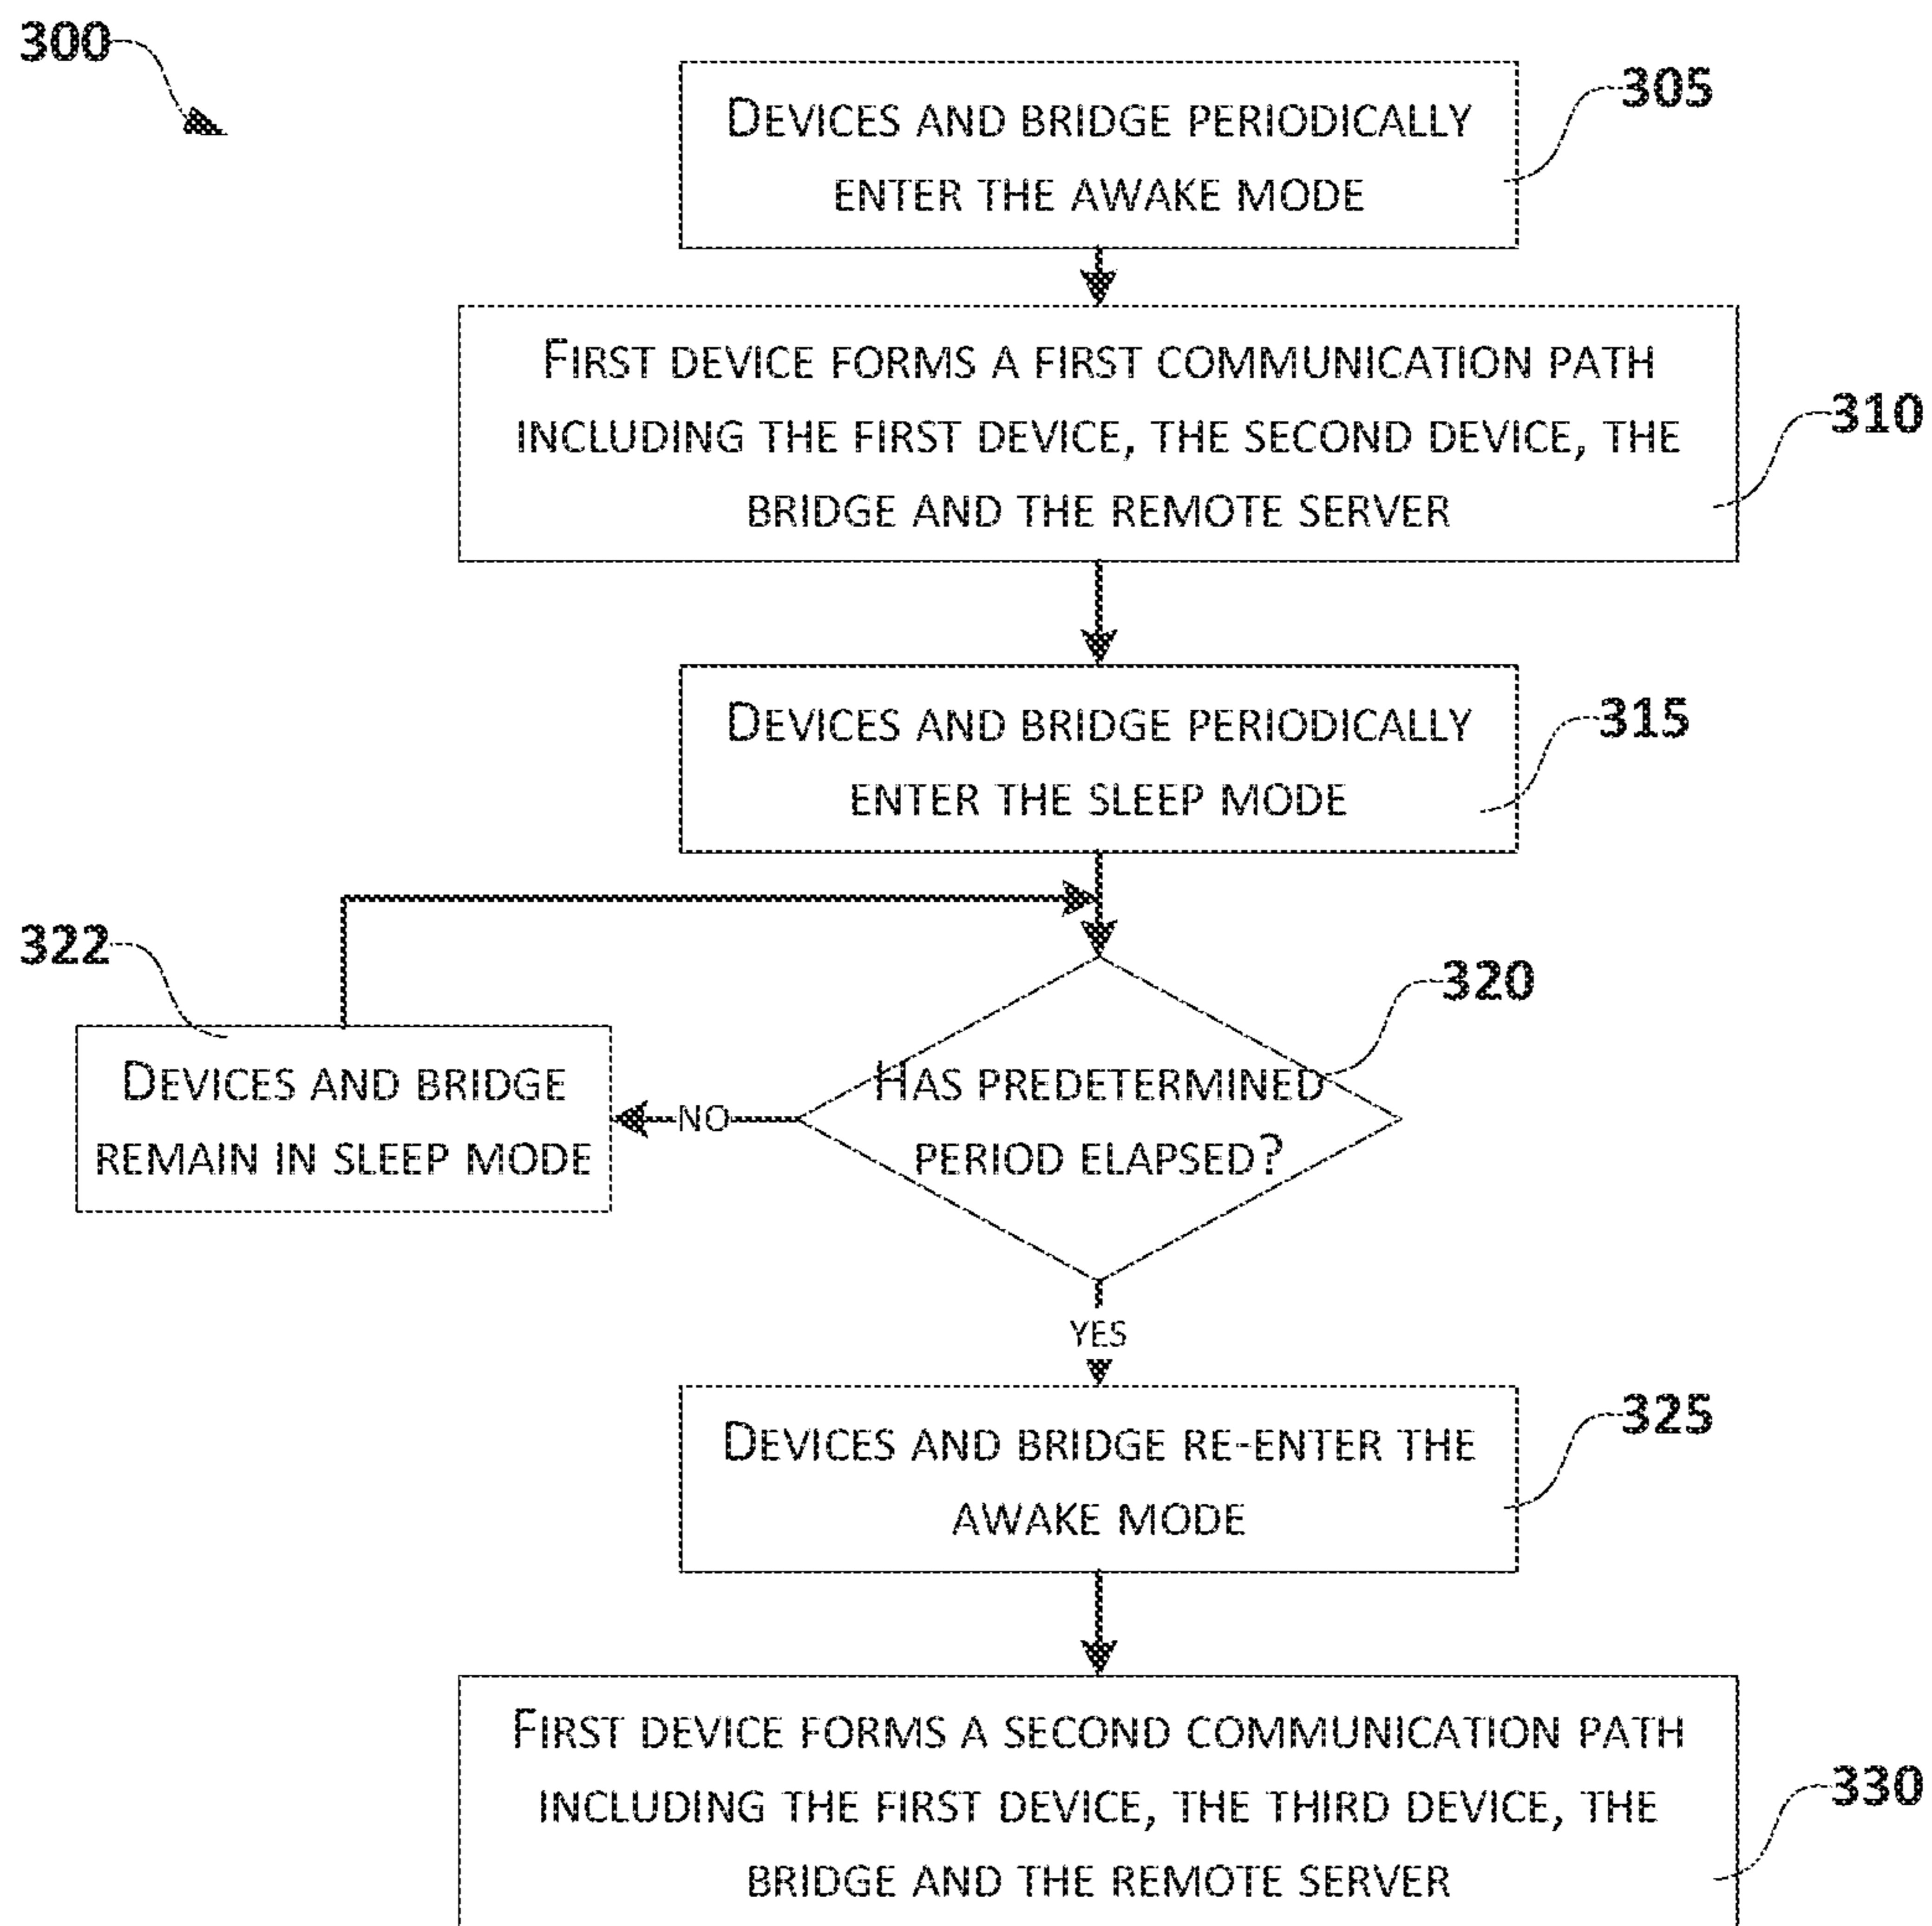 300
305
DEVICES AND BRIDGE PERIODICALLY
ENTER THE AWAKE MODE
FIRST DEVICE FORMS A FIRST COMMUNICATION PATH
INCLUDING THE FIRST DEVICE, THE SECOND DEVICE, THE
BRIDGE AND THE REMOTE SERVER
310
DEVICES AND BRIDGE PERIODICALLY
ENTER THE SLEEP MODE
315
322
320
DEVICES AND BRIDGE
REMAIN IN SLEEP MODE
NO
HAS PREDETERMINED
PERIOD ELAPSED?
YES
DEVICES AND BRIDGE RE-ENTER THE
AWAKE MODE
325
FIRST DEVICE FORMS A SECOND COMMUNICATION PATH
INCLUDING THE FIRST DEVICE, THE THIRD DEVICE, THE
BRIDGE AND THE REMOTE SERVER
330